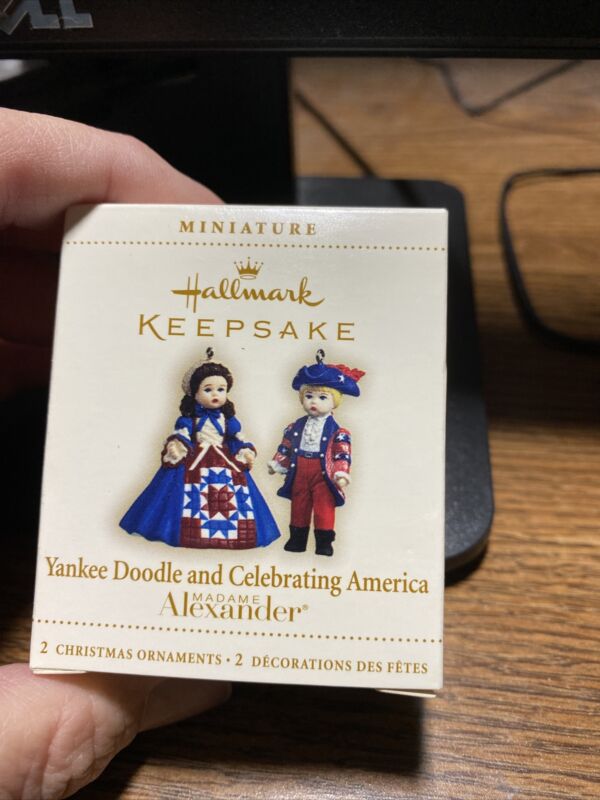 MINIATURE
Hallmark
KEEPSAKE
Yankee Doodle and Celebrating America
MADAME
Alexander®
2 CHRISTMAS ORNAMENTS • 2 DÉCORATIONS DES FÊTES